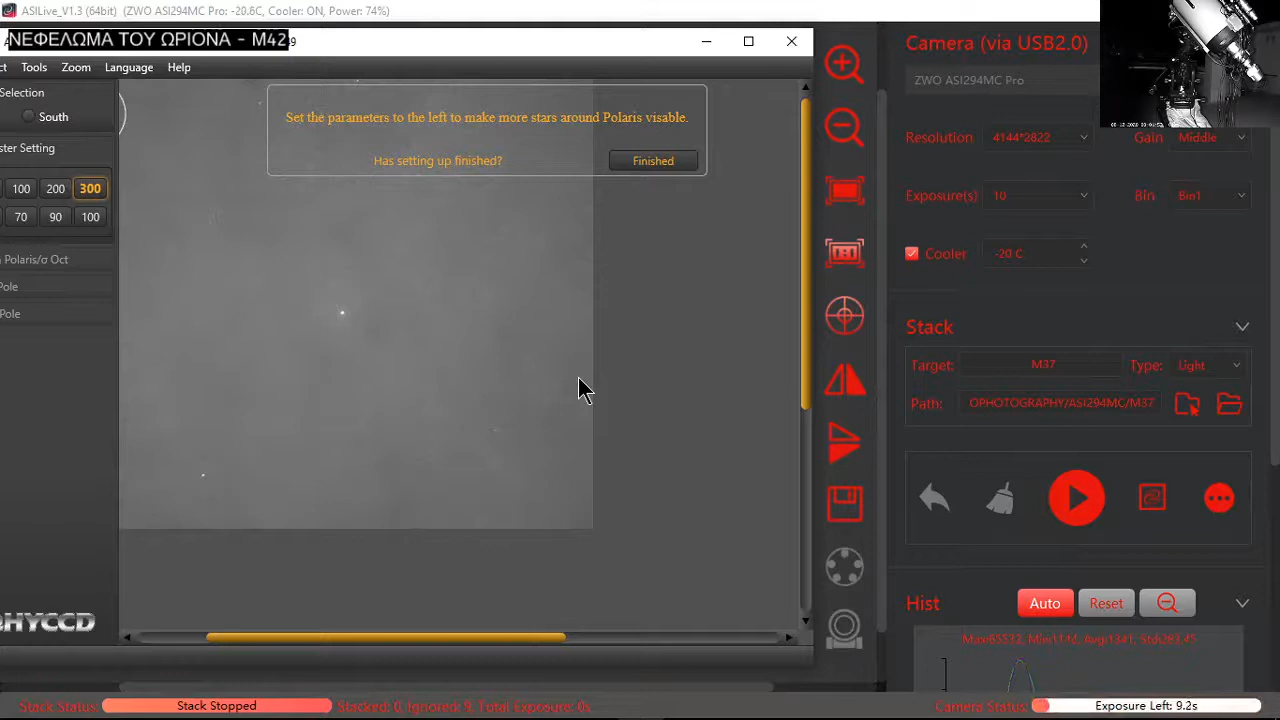 ASILive_V1.3 (64bit) (ZWO ASI294MC Pro: -20.6C, Cooler: ON, Power: 74%)
ΝΕΦΕΛΩΜΑ ΤΟΥ ΩΡΙΟΝΑ - Μ42
Tools Zoom Language Help
Selection
South
Set the parameters to the left to make more stars around Polaris visable.
Has setting up finished? Finished
ster Setting
100 200 300
70 90 100
Polaris/σ Oct
Pole
Pole
HYCCD
Camera (via USB2.0)
ZWO ASI294MC Pro
Resolution 4144*2822 Gain Middle
Exposure(s) 10 Bin Bin1
Cooler -20 C
Stack
Target: M37 Type: Light
Path: OPHOTOGRAPHY/ASI294MC/M37
Hist Auto Reset
Stack Status: Stack Stopped Stacked: 0, Ignored: 9, Total Exposure: 0s
Camera Status: Exposure Left: 9.2s